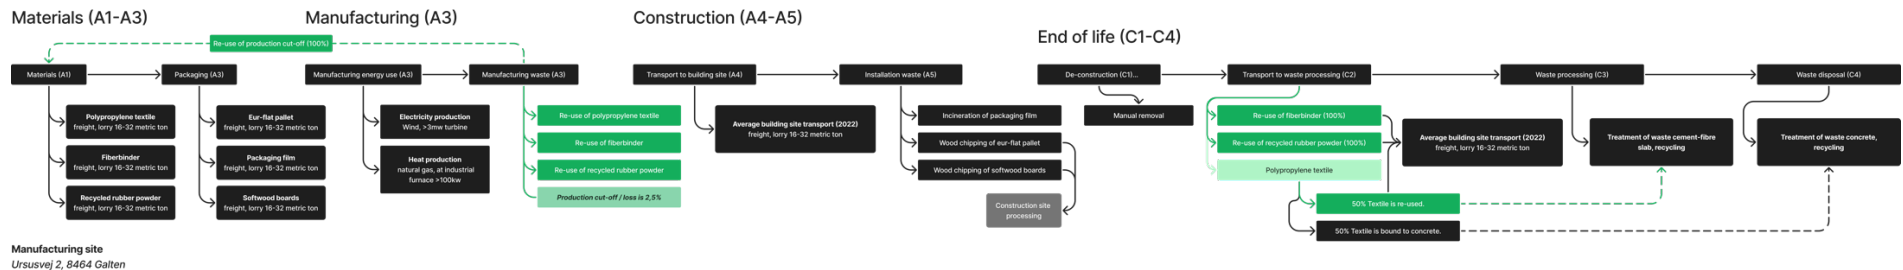 Materials (A1-A3)
Manufacturing (A3)
Construction (A4-A5)
End of life (C1-C4)
Re-use of production cut-off (100%)
Materials (A1)
Packaging (A3)
Manufacturing energy use (A3)
Manufacturing waste (A3)
Transport to building site (A4)
Installation waste (A5)
De-construction (C1)...
Transport to waste processing (C2)
Waste processing (C3)
Waste disposal (C4)
Polypropylene textile
freight, lorry 16-32 metric ton
Fiberbinder
freight, lorry 16-32 metric ton
Recycled rubber powder
freight, lorry 16-32 metric ton
Eur-flat pallet
freight, lorry 16-32 metric ton
Packaging film
freight, lorry 16-32 metric ton
Softwood boards
freight, lorry 16-32 metric ton
Electricity production
Wind, >3mw turbine
Heat production
natural gas, at industrial
furnace >100kw
Re-use of polypropylene textile
Re-use of fiberbinder
Re-use of recycled rubber powder
Production cut-off / loss is 2,5%
Average building site transport (2022)
freight, lorry 16-32 metric ton
Incineration of packaging film
Wood chipping of eur-flat pallet
Wood chipping of softwood boards
Construction site
processing
Manual removal
Re-use of fiberbinder (100%)
Re-use of recycled rubber powder (100%)
Polypropylene textile
Average building site transport (2022)
freight, lorry 16-32 metric ton
50% Textile is re-used.
50% Textile is bound to concrete.
Treatment of waste cement-fibre
slab, recycling
Treatment of waste concrete,
recycling
Manufacturing site
Ursusvej 2, 8464 Galten